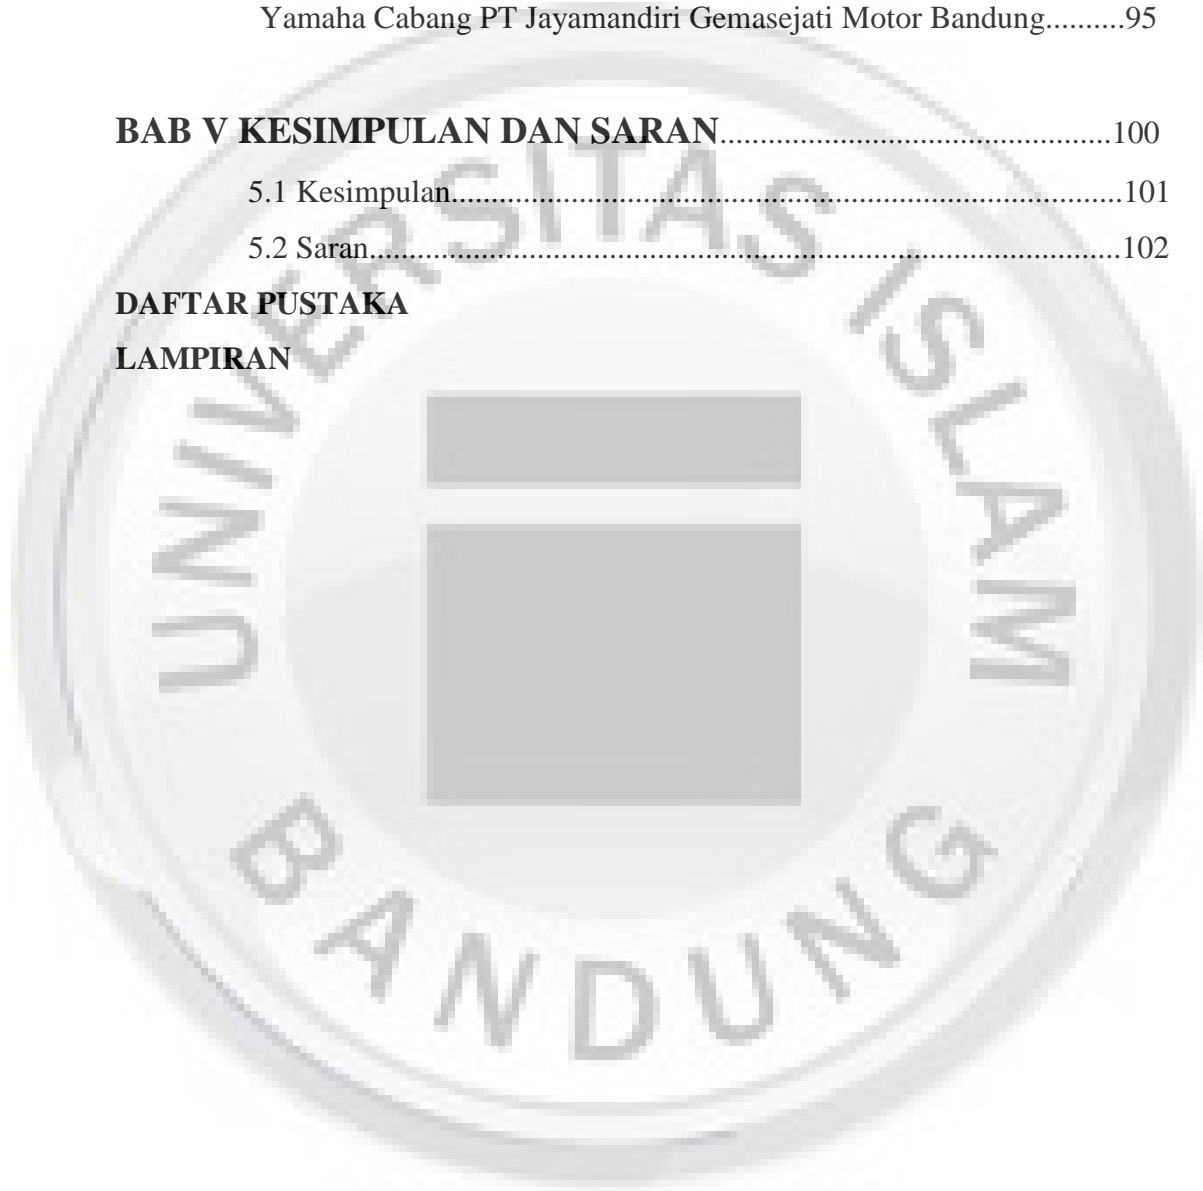 Yamaha Cabang PT Jayamandiri Gemasejati Motor Bandung..........95
BAB V KESIMPULAN DAN SARAN.................................................100
5.1 Kesimpulan....................................................................................101
5.2 Saran..............................................................................................102
DAFTAR PUSTAKA
LAMPIRAN
UNIVERSITAS ISLAM
BANDUNG